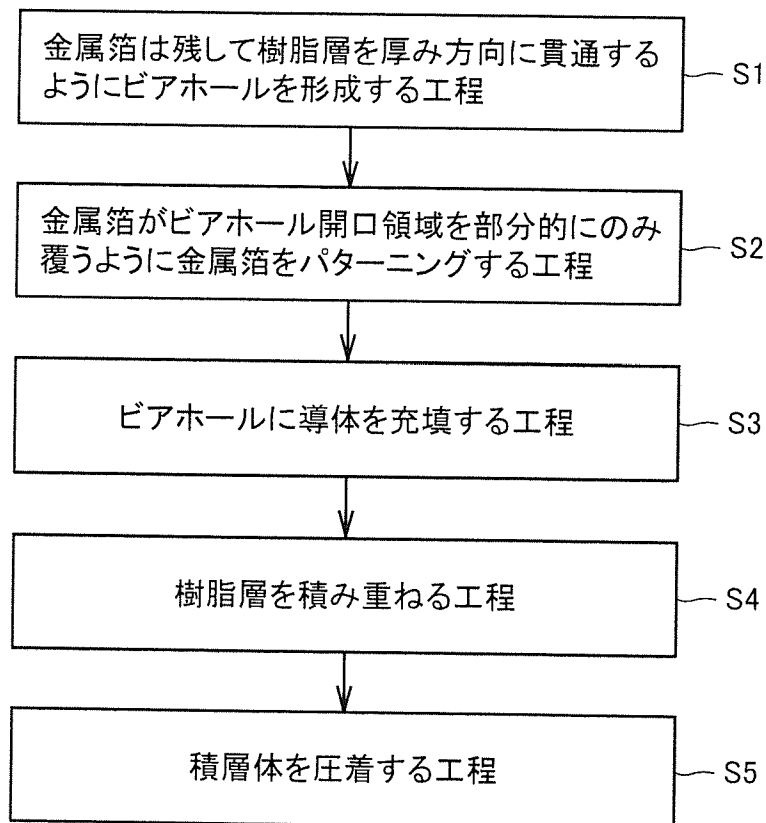 金属箔は残して樹脂層を厚み方向に貫通する
ようにビアホールを形成する工程
S1
金属箔がビアホール開口領域を部分的にのみ
覆うように金属箔をパターニングする工程
S2
ビアホールに導体を充填する工程
S3
樹脂層を積み重ねる工程
S4
積層体を圧着する工程
S5